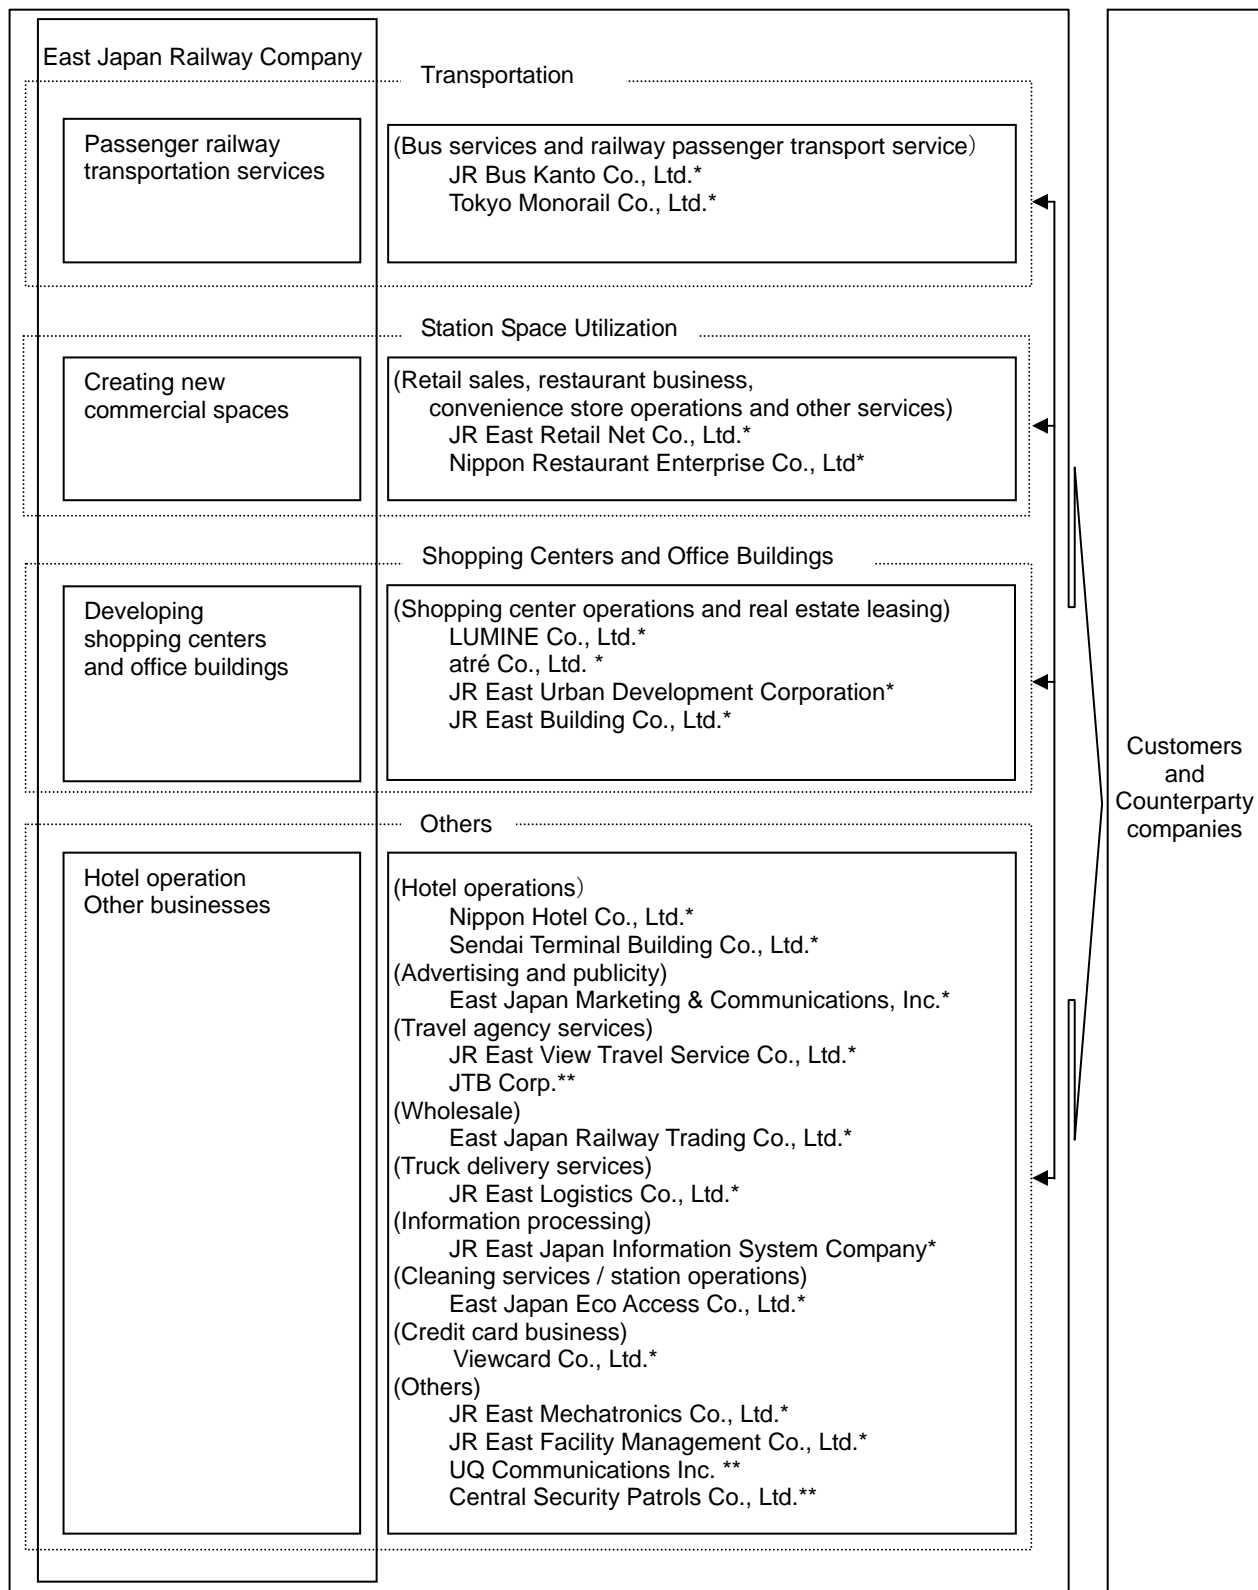 East Japan Railway Company
Transportation
Passenger railway
transportation services
(Bus services and railway passenger transport service）
JR Bus Kanto Co., Ltd.*
Tokyo Monorail Co., Ltd.*
Station Space Utilization
Creating new
commercial spaces
(Retail sales, restaurant business,
convenience store operations and other services)
JR East Retail Net Co., Ltd.*
Nippon Restaurant Enterprise Co., Ltd*
Shopping Centers and Office Buildings
Developing
shopping centers
and office buildings
(Shopping center operations and real estate leasing)
LUMINE Co., Ltd.*
atré Co., Ltd. *
JR East Urban Development Corporation*
JR East Building Co., Ltd.*
Others
Hotel operation
Other businesses
(Hotel operations）
Nippon Hotel Co., Ltd.*
Sendai Terminal Building Co., Ltd.*
(Advertising and publicity)
East Japan Marketing & Communications, Inc.*
(Travel agency services)
JR East View Travel Service Co., Ltd.*
JTB Corp.**
(Wholesale)
East Japan Railway Trading Co., Ltd.*
(Truck delivery services)
JR East Logistics Co., Ltd.*
(Information processing)
JR East Japan Information System Company*
(Cleaning services / station operations)
East Japan Eco Access Co., Ltd.*
(Credit card business)
Viewcard Co., Ltd.*
(Others)
JR East Mechatronics Co., Ltd.*
JR East Facility Management Co., Ltd.*
UQ Communications Inc. **
Central Security Patrols Co., Ltd.**
Customers
and
Counterparty
companies